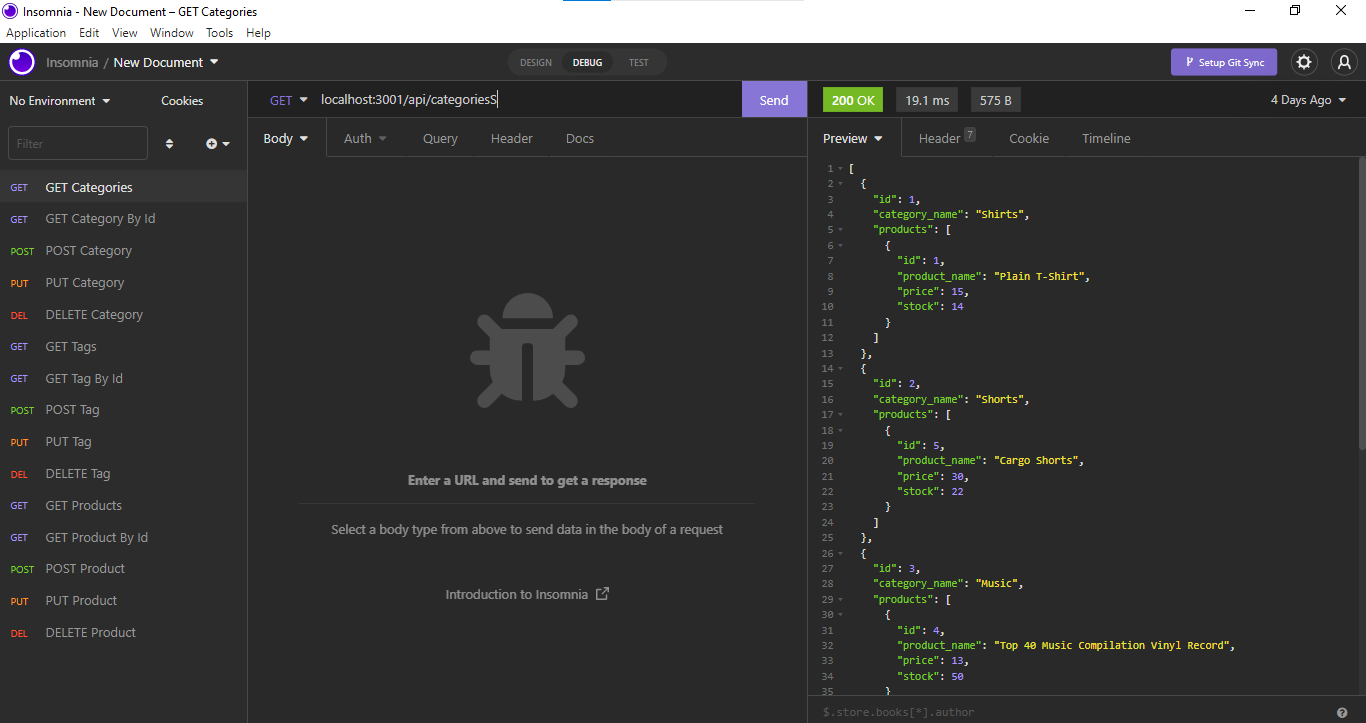 Insomnia - New Document – GET Categories
Application Edit View Window Tools Help
Insomnia / New Document
DESIGN DEBUG TEST
Setup Git Sync
No Environment Cookies
Filter
GET GET Categories
GET GET Category By Id
POST POST Category
PUT PUT Category
DEL DELETE Category
GET GET Tags
GET GET Tag By Id
POST POST Tag
PUT PUT Tag
DEL DELETE Tag
GET GET Products
GET GET Product By Id
POST POST Product
PUT PUT Product
DEL DELETE Product
GET localhost:3001/api/categoriesS Send
Body Auth Query Header Docs
Enter a URL and send to get a response
Select a body type from above to send data in the body of a request
Introduction to Insomnia
200 OK 19.1 ms 575 B 4 Days Ago
Preview Header 7 Cookie Timeline
1 [
2 {
3 "id": 1,
4 "category_name": "Shirts",
5 "products": [
6 {
7 "id": 1,
8 "product_name": "Plain T-Shirt",
9 "price": 15,
10 "stock": 14
11 }
12 ]
13 },
14 {
15 "id": 2,
16 "category_name": "Shorts",
17 "products": [
18 {
19 "id": 5,
20 "product_name": "Cargo Shorts",
21 "price": 30,
22 "stock": 22
23 }
24 ]
25 },
26 {
27 "id": 3,
28 "category_name": "Music",
29 "products": [
30 {
31 "id": 4,
32 "product_name": "Top 40 Music Compilation Vinyl Record",
33 "price": 13,
34 "stock": 50
35 }
$.store.books[*].author